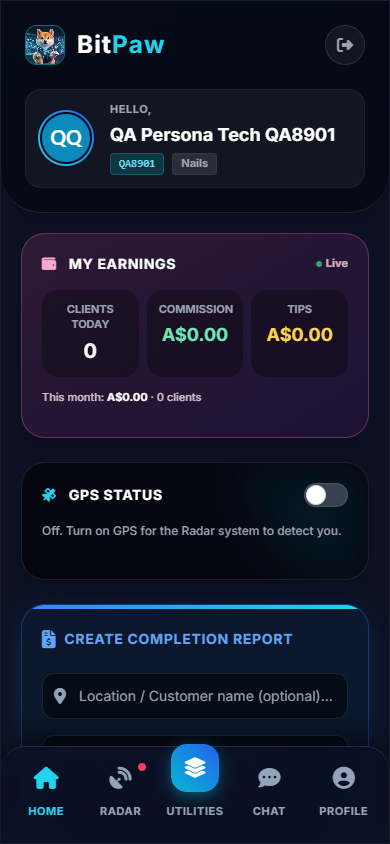 BitPaw
HELLO,
QQ
QA Persona Tech QA8901
QA8901
Nails
MY EARNINGS
Live
CLIENTS
TODAY
0
COMMISSION
A$0.00
TIPS
A$0.00
This month: A$0.00 · 0 clients
GPS STATUS
Off. Turn on GPS for the Radar system to detect you.
CREATE COMPLETION REPORT
Location / Customer name (optional)...
HOME
RADAR
UTILITIES
CHAT
PROFILE